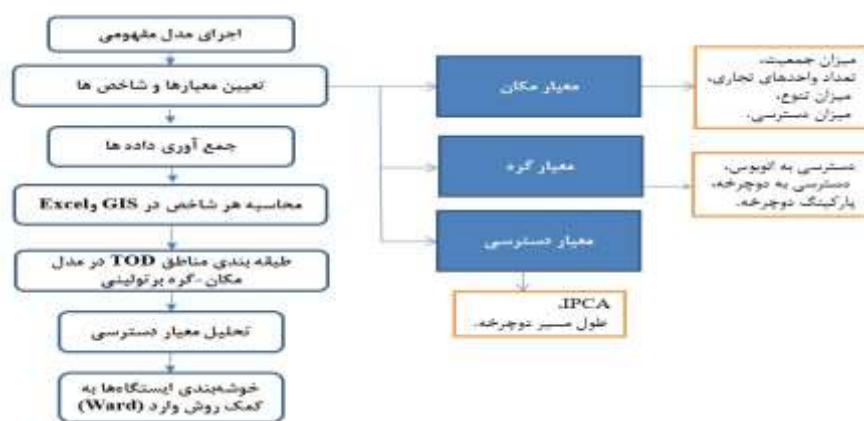 اجرای مدل مفهومی
تعیین معیارها و شاخص ها
جمع آوری داده ها
محاسبه هر شاخص در GIS وExcel
طبقه بندی مناطق TOD در مدل
مکان-گره برتولینی
تحلیل معیار دسترسی
خوشه‌بندی ایستگاه‌ها به
کمک روش وارد (Ward)
معیار مکان
معیار گره
معیار دسترسی
میزان جمعیت،
تعداد واحدهای تجاری،
میزان تنوع،
میزان دسترسی.
دسترسی به اتوبوس،
دسترسی به دوچرخه،
پارکینگ دوچرخه.
IPCA،
طول مسیر دوچرخه.